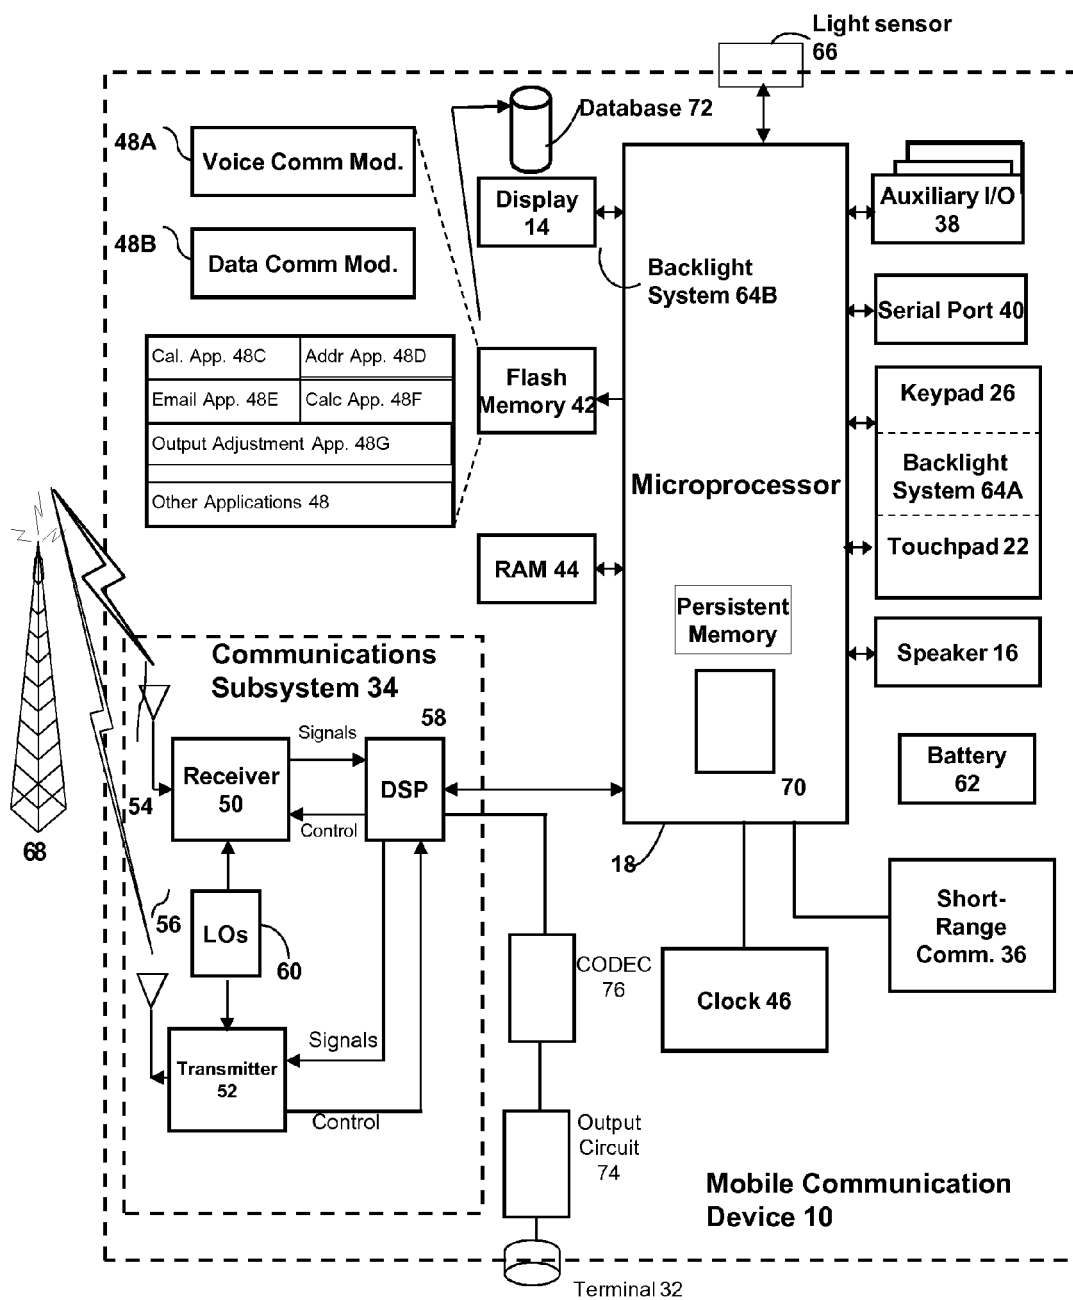 Light sensor
66
Database 72
48A
Voice Comm Mod.
Display
14
Auxiliary I/O
38
48B
Data Comm Mod.
Backlight
System 64B
Serial Port 40
Cal. App. 48C
Addr App. 48D
Email App. 48E
Calc App. 48F
Output Adjustment App. 48G
Other Applications 48
Flash
Memory 42
Keypad 26
Backlight
System 64A
Touchpad 22
Microprocessor
RAM 44
Persistent
Memory
70
Speaker 16
Battery
62
Communications
Subsystem 34
58
Signals
Receiver
50
DSP
Control
54
68
18
56
LOs
60
Short-
Range
Comm. 36
CODEC
76
Clock 46
Signals
Transmitter
52
Control
Output
Circuit
74
Mobile Communication
Device 10
Terminal 32